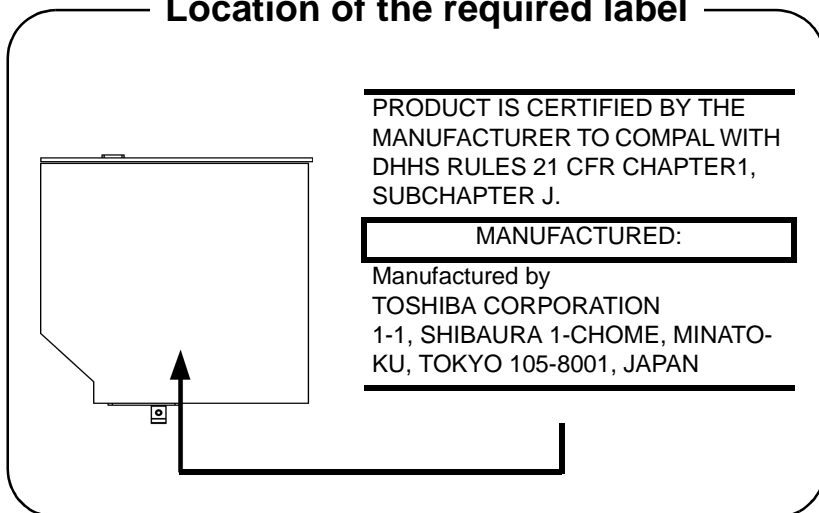 Location of the required label
PRODUCT IS CERTIFIED BY THE
MANUFACTURER TO COMPAL WITH
DHHS RULES 21 CFR CHAPTER1,
SUBCHAPTER J.
MANUFACTURED:
Manufactured by
TOSHIBA CORPORATION
1-1, SHIBAURA 1-CHOME, MINATO-
KU, TOKYO 105-8001, JAPAN